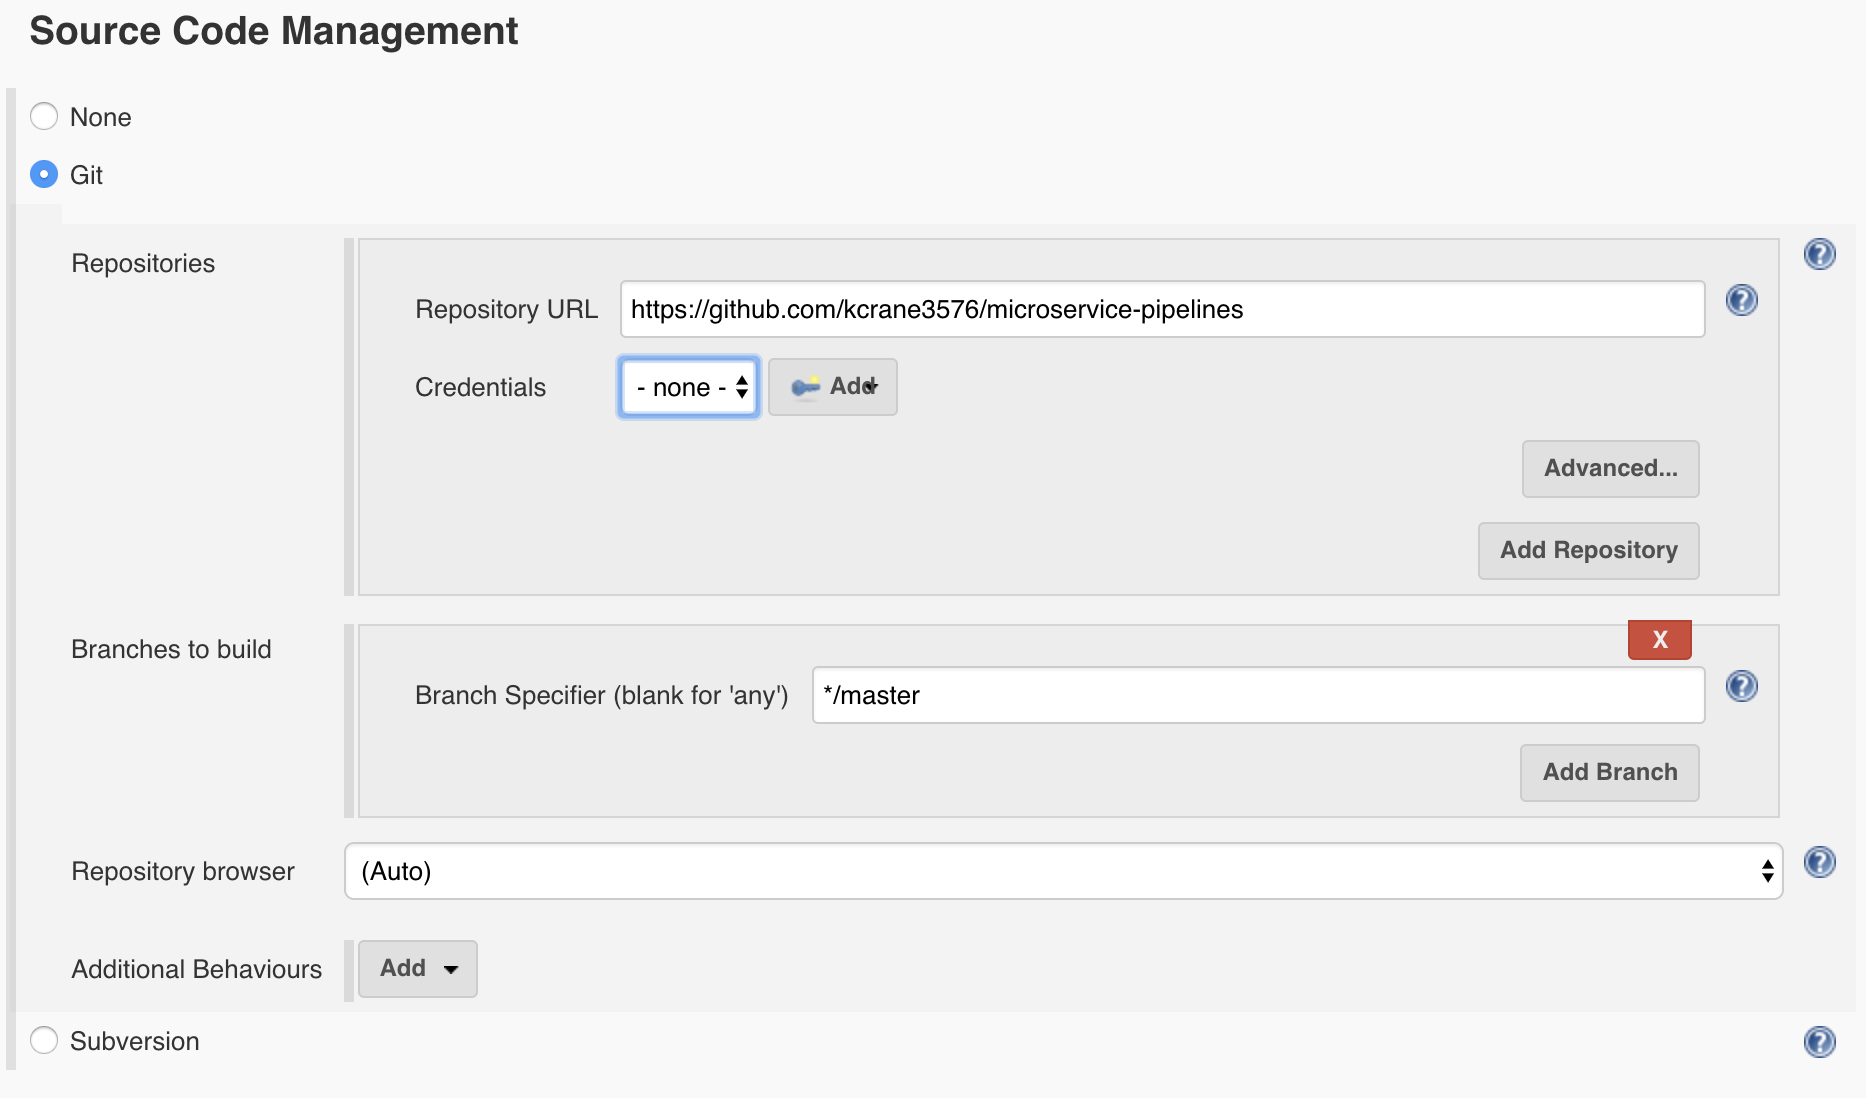 Source Code Management
None
Git
Repositories
Repository URL https://github.com/kcrane3576/microservice-pipelines
Credentials - none - Add
Advanced...
Add Repository
Branches to build
X
Branch Specifier (blank for 'any') */master
Add Branch
Repository browser (Auto)
Additional Behaviours Add
Subversion